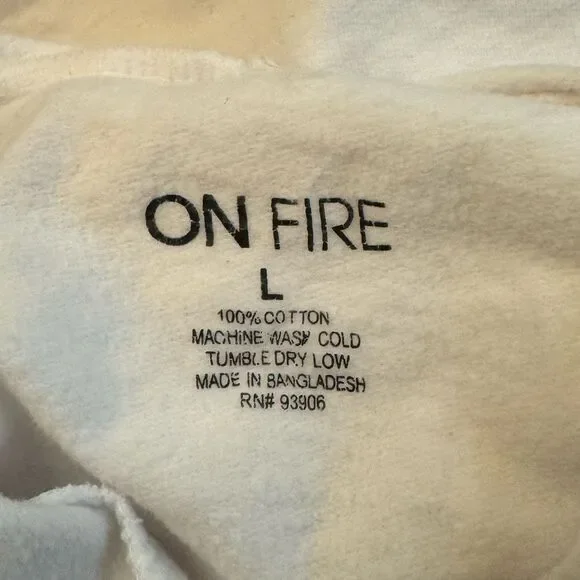 ON FIRE
L
100% COTTON
MACHINE WASH COLD
TUMBLE DRY LOW
MADE IN BANGLADESH
RN# 93906